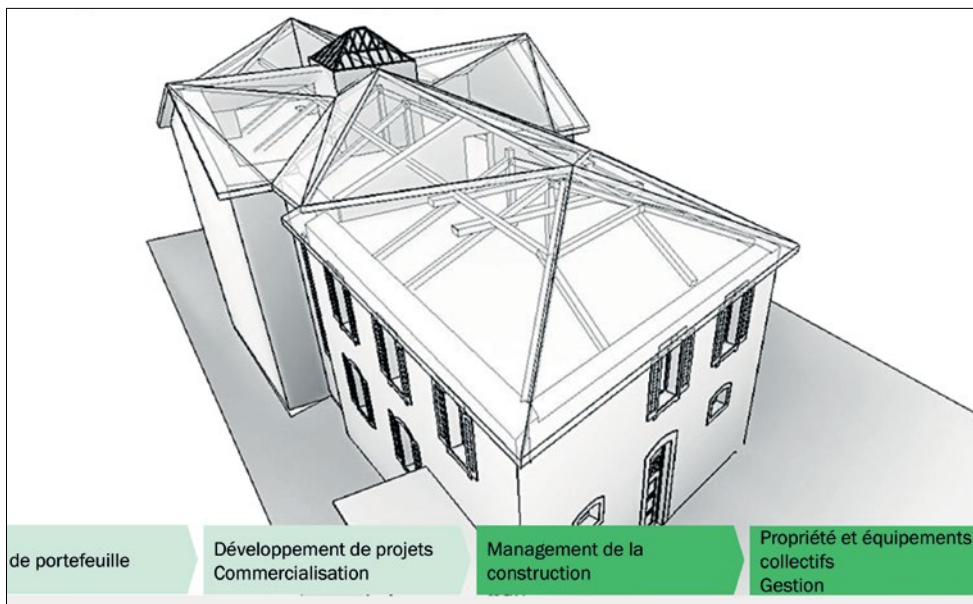 de portefeuille
Développement de projets
Commercialisation
Management de la
construction
Propriété et équipements
collectifs
Gestion